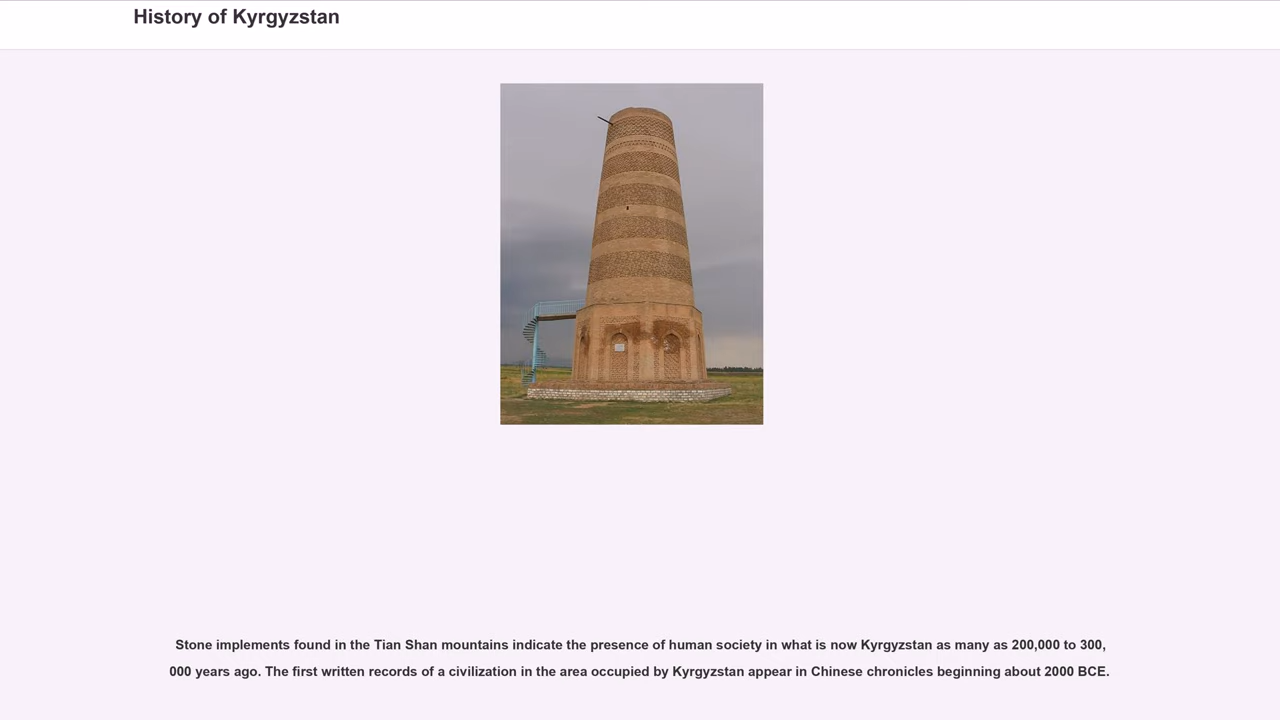 History of Kyrgyzstan
Stone implements found in the Tian Shan mountains indicate the presence of human society in what is now Kyrgyzstan as many as 200,000 to 300,
000 years ago. The first written records of a civilization in the area occupied by Kyrgyzstan appear in Chinese chronicles beginning about 2000 BCE.